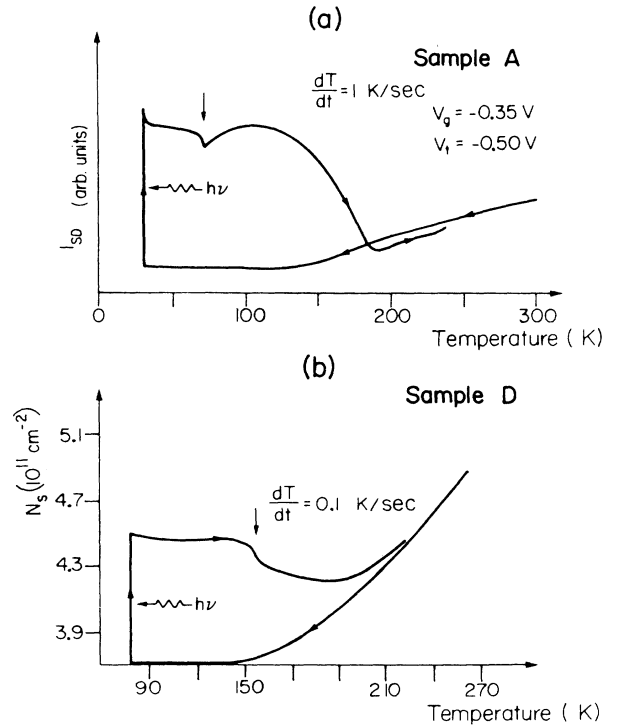 (a)
Sample A
dT/dt = 1 K/sec
V_g = -0.35 V
V_t = -0.50 V
I_SD (arb. units)
hν
0 100 200 300
Temperature ( K)
(b)
Sample D
N_s (10^11 cm^-2)
5.1
4.7
dT/dt = 0.1 K/sec
4.3
hν
3.9
90 150 210 270
Temperature ( K)